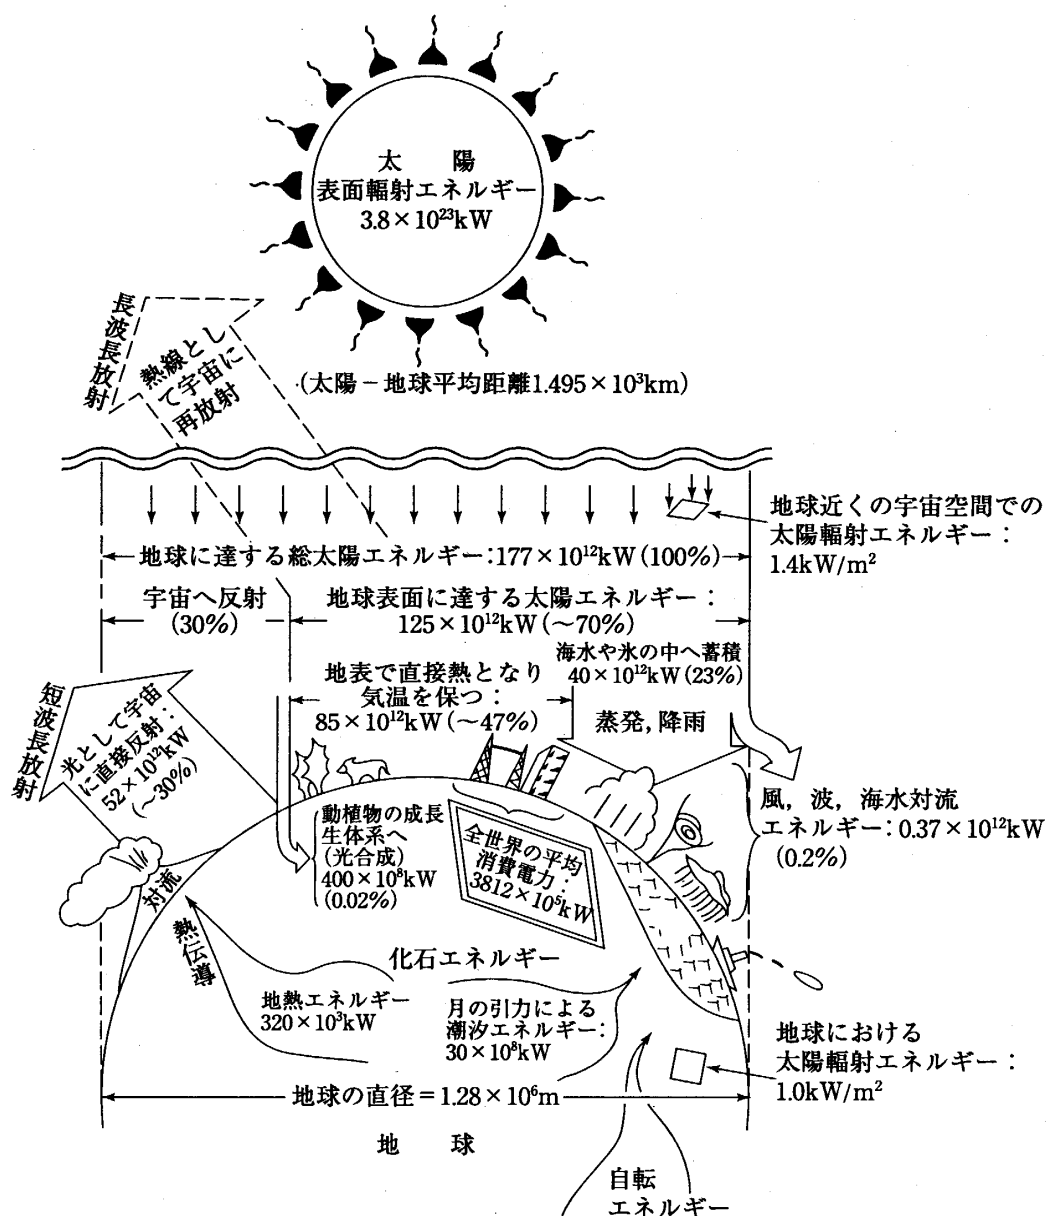 太 陽
表面輻射エネルギー
3.8×10²³kW
長波長放射
熱線とし
て宇宙に
再放射
(太陽－地球平均距離1.495×10³km)
地球近くの宇宙空間での
太陽輻射エネルギー：
1.4kW/m²
地球に達する総太陽エネルギー：177×10¹²kW(100%)
宇宙へ反射
(30%)
地球表面に達する太陽エネルギー：
125×10¹²kW(～70%)
海水や氷の中へ蓄積
40×10¹²kW(23%)
地表で直接熱となり
気温を保つ：
85×10¹²kW(～47%)
蒸発，降雨
短波長放射
光として宇宙
に直接反射：
52×10¹²kW
(～30%)
風，波，海水対流
エネルギー：0.37×10¹²kW
(0.2%)
動植物の成長
生体系へ
(光合成)
400×10⁸kW
(0.02%)
全世界の平均
消費電力：
3812×10⁵kW
対流
熱伝導
化石エネルギー
地熱エネルギー
320×10³kW
月の引力による
潮汐エネルギー：
30×10⁸kW
地球における
太陽輻射エネルギー：
1.0kW/m²
地球の直径＝1.28×10⁶m
地 球
自転
エネルギー